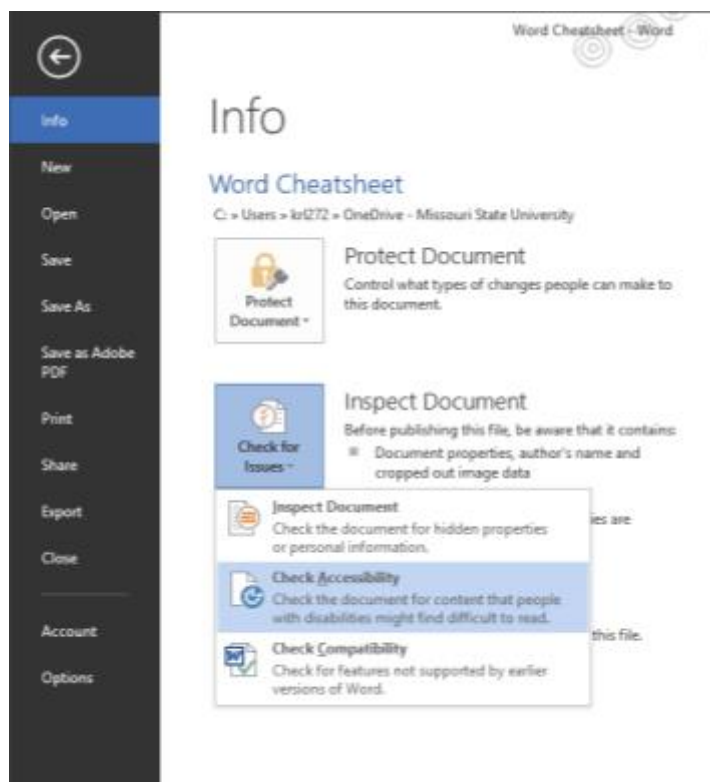 Word Cheatsheet - Word
Info
Info
New
Open
Save
Save As
Save as Adobe
PDF
Print
Share
Export
Close
Account
Options
Word Cheatsheet
C: » Users » krl272 » OneDrive - Missouri State University
Protect
Document
Protect Document
Control what types of changes people can make to
this document.
Check for
Issues
Inspect Document
Before publishing this file, be aware that it contains:
Document properties, author's name and
cropped out image data
ies are
this file.
Inspect Document
Check the document for hidden properties
or personal information.
Check Accessibility
Check the document for content that people
with disabilities might find difficult to read.
Check Compatibility
Check for features not supported by earlier
versions of Word.